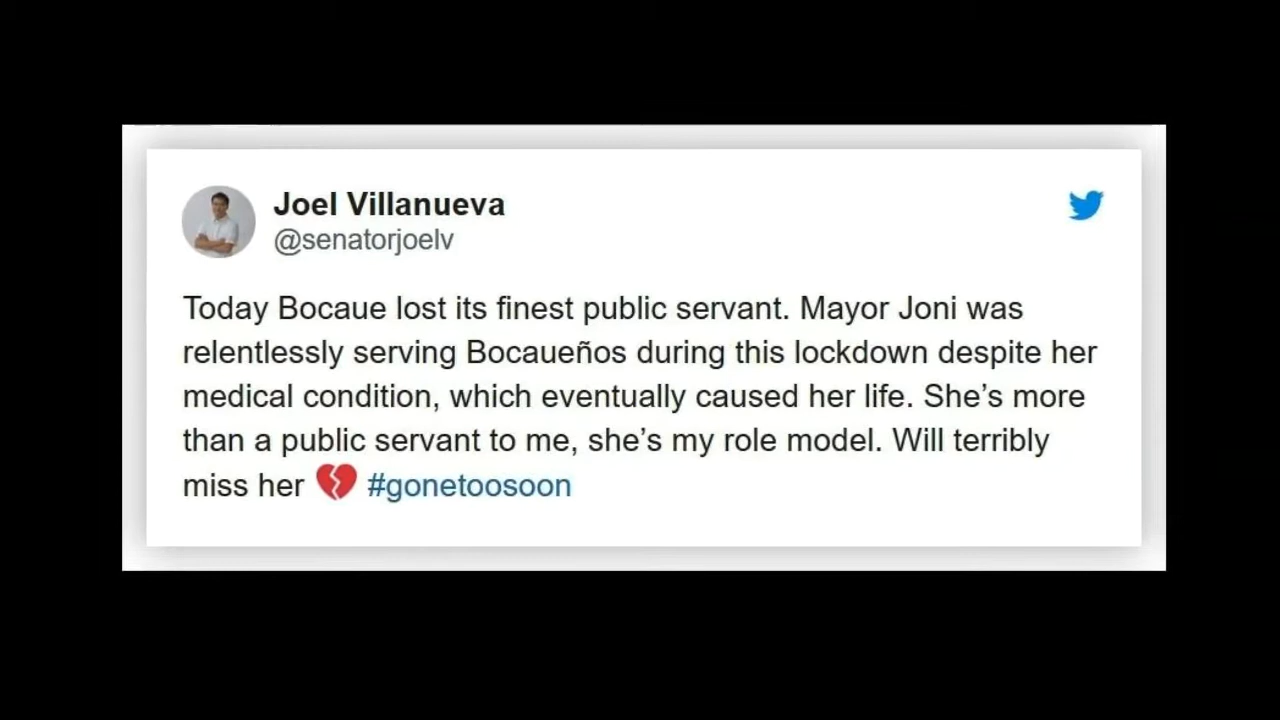 Joel Villanueva
@senatorjoelv
Today Bocaue lost its finest public servant. Mayor Joni was
relentlessly serving Bocaueños during this lockdown despite her
medical condition, which eventually caused her life. She’s more
than a public servant to me, she’s my role model. Will terribly
miss her 💔 #gonetoosoon